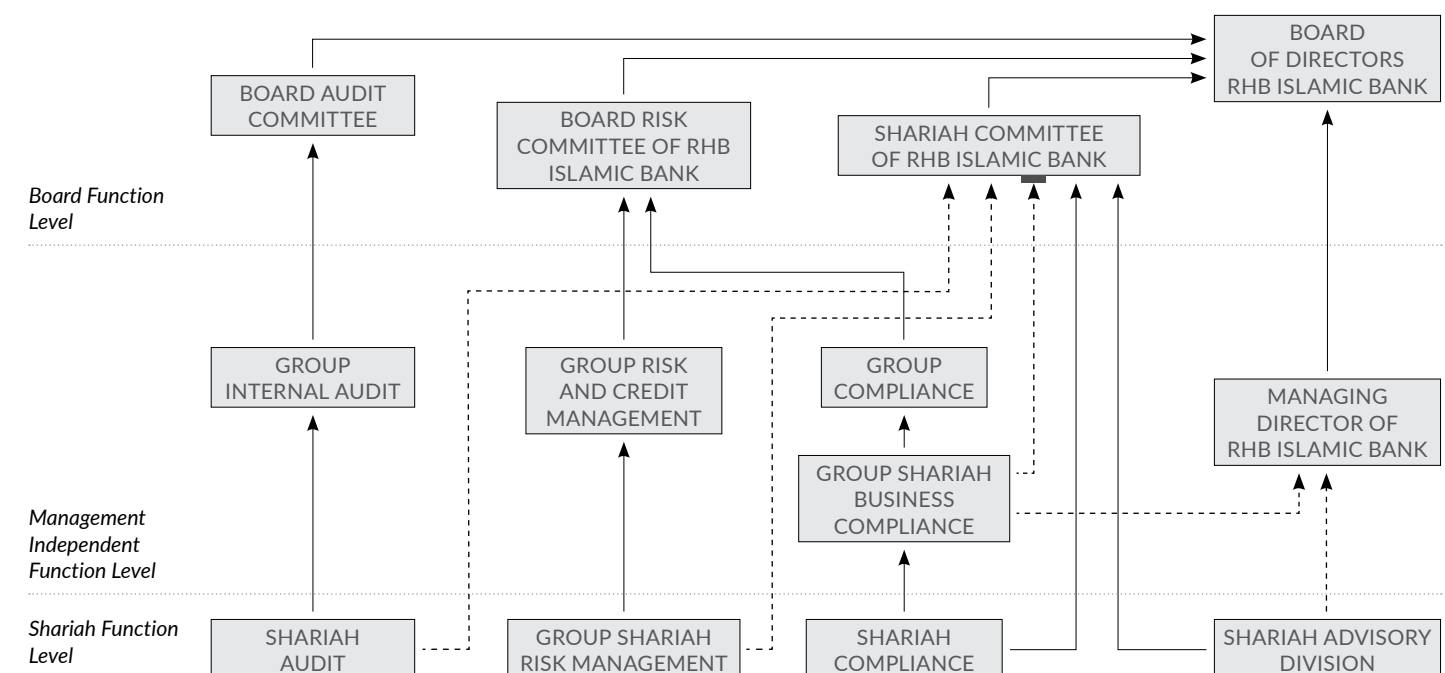 BOARD
OF DIRECTORS
RHB ISLAMIC BANK
BOARD AUDIT
COMMITTEE
BOARD RISK
COMMITTEE OF RHB
ISLAMIC BANK
SHARIAH COMMITTEE
OF RHB ISLAMIC BANK
Board Function
Level
GROUP
INTERNAL AUDIT
GROUP RISK
AND CREDIT
MANAGEMENT
GROUP
COMPLIANCE
MANAGING
DIRECTOR OF
RHB ISLAMIC BANK
GROUP SHARIAH
BUSINESS
COMPLIANCE
Management
Independent
Function Level
Shariah Function
Level
SHARIAH
AUDIT
GROUP SHARIAH
RISK MANAGEMENT
SHARIAH
COMPLIANCE
SHARIAH ADVISORY
DIVISION